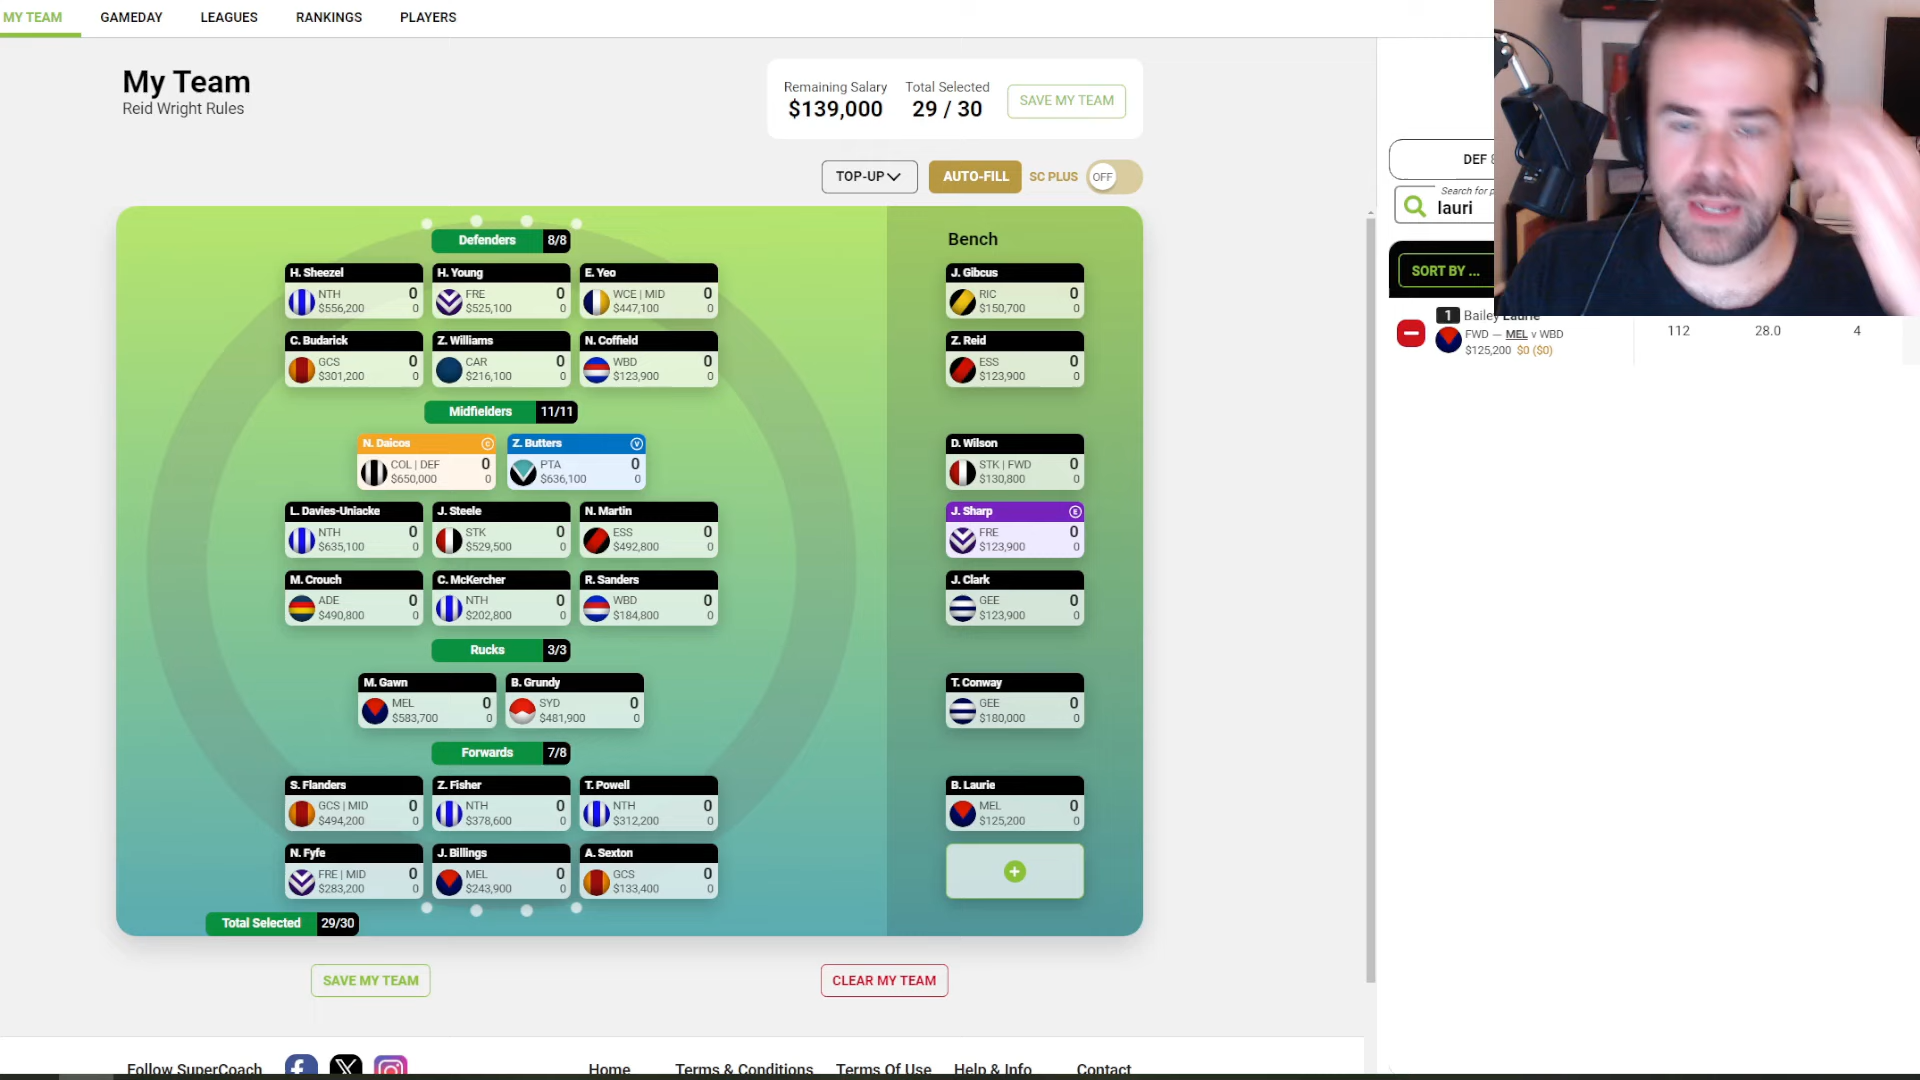 MY TEAM
GAMEDAY
LEAGUES
RANKINGS
PLAYERS
My Team
Reid Wright Rules
Remaining Salary
$139,000
Total Selected
29 / 30
SAVE MY TEAM
TOP-UP
AUTO-FILL
SC PLUS
OFF
Defenders 8/8
Bench
H. Sheezel
NTH 0
$556,200 0
H. Young
FRE 0
$525,100 0
E. Yeo
WCE | MID 0
$447,100 0
J. Gibcus
RIC 0
$150,700 0
C. Budarick
GCS 0
$301,200 0
Z. Williams
CAR 0
$216,100 0
N. Coffield
WBD 0
$123,900 0
Z. Reid
ESS 0
$123,900 0
Midfielders 11/11
N. Daicos C
COL | DEF 0
$650,000 0
Z. Butters V
PTA 0
$636,100 0
D. Wilson
STK | FWD 0
$130,800 0
L. Davies-Uniacke
NTH 0
$635,100 0
J. Steele
STK 0
$529,500 0
N. Martin
ESS 0
$492,800 0
J. Sharp E
FRE 0
$123,900 0
M. Crouch
ADE 0
$490,800 0
C. McKercher
NTH 0
$202,800 0
R. Sanders
WBD 0
$184,800 0
J. Clark
GEE 0
$123,900 0
Rucks 3/3
M. Gawn
MEL 0
$583,700 0
B. Grundy
SYD 0
$481,900 0
T. Conway
GEE 0
$180,000 0
Forwards 7/8
S. Flanders
GCS | MID 0
$494,200 0
Z. Fisher
NTH 0
$378,600 0
T. Powell
NTH 0
$312,200 0
B. Laurie
MEL 0
$125,200 0
N. Fyfe
FRE | MID 0
$283,200 0
J. Billings
MEL 0
$243,900 0
A. Sexton
GCS 0
$133,400 0
Total Selected 29/30
SAVE MY TEAM
CLEAR MY TEAM
Follow SuperCoach
Home
Terms & Conditions
Terms Of Use
Help & Info
Contact
DEF
Search for p
lauri
SORT BY ...
1 Bailey Laurie
FWD — MEL v WBD
$125,200 $0 ($0)
112 28.0 4